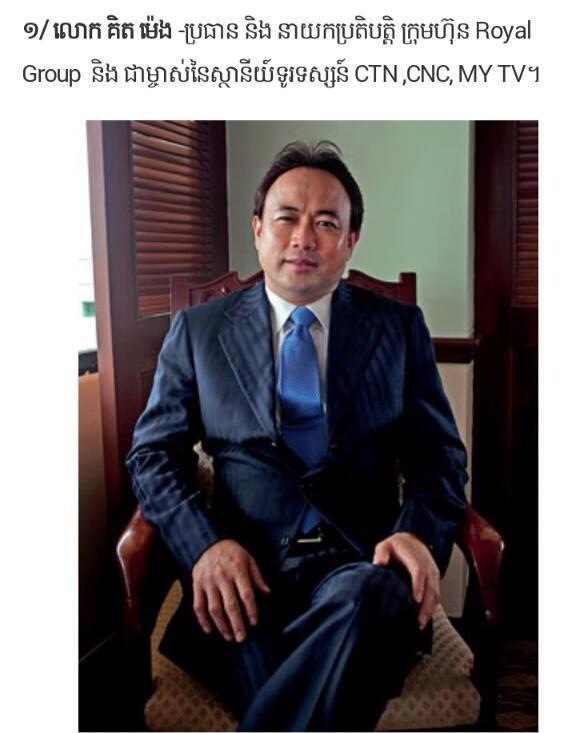 ១/ លោក គិត ម៉េង -ប្រធាន និង នាយកប្រតិបត្តិ ក្រុមហ៊ុន Royal
Group និង ជាម្ចាស់នៃស្ថានីយ៍ទូរទស្សន៍ CTN ,CNC, MY TV។